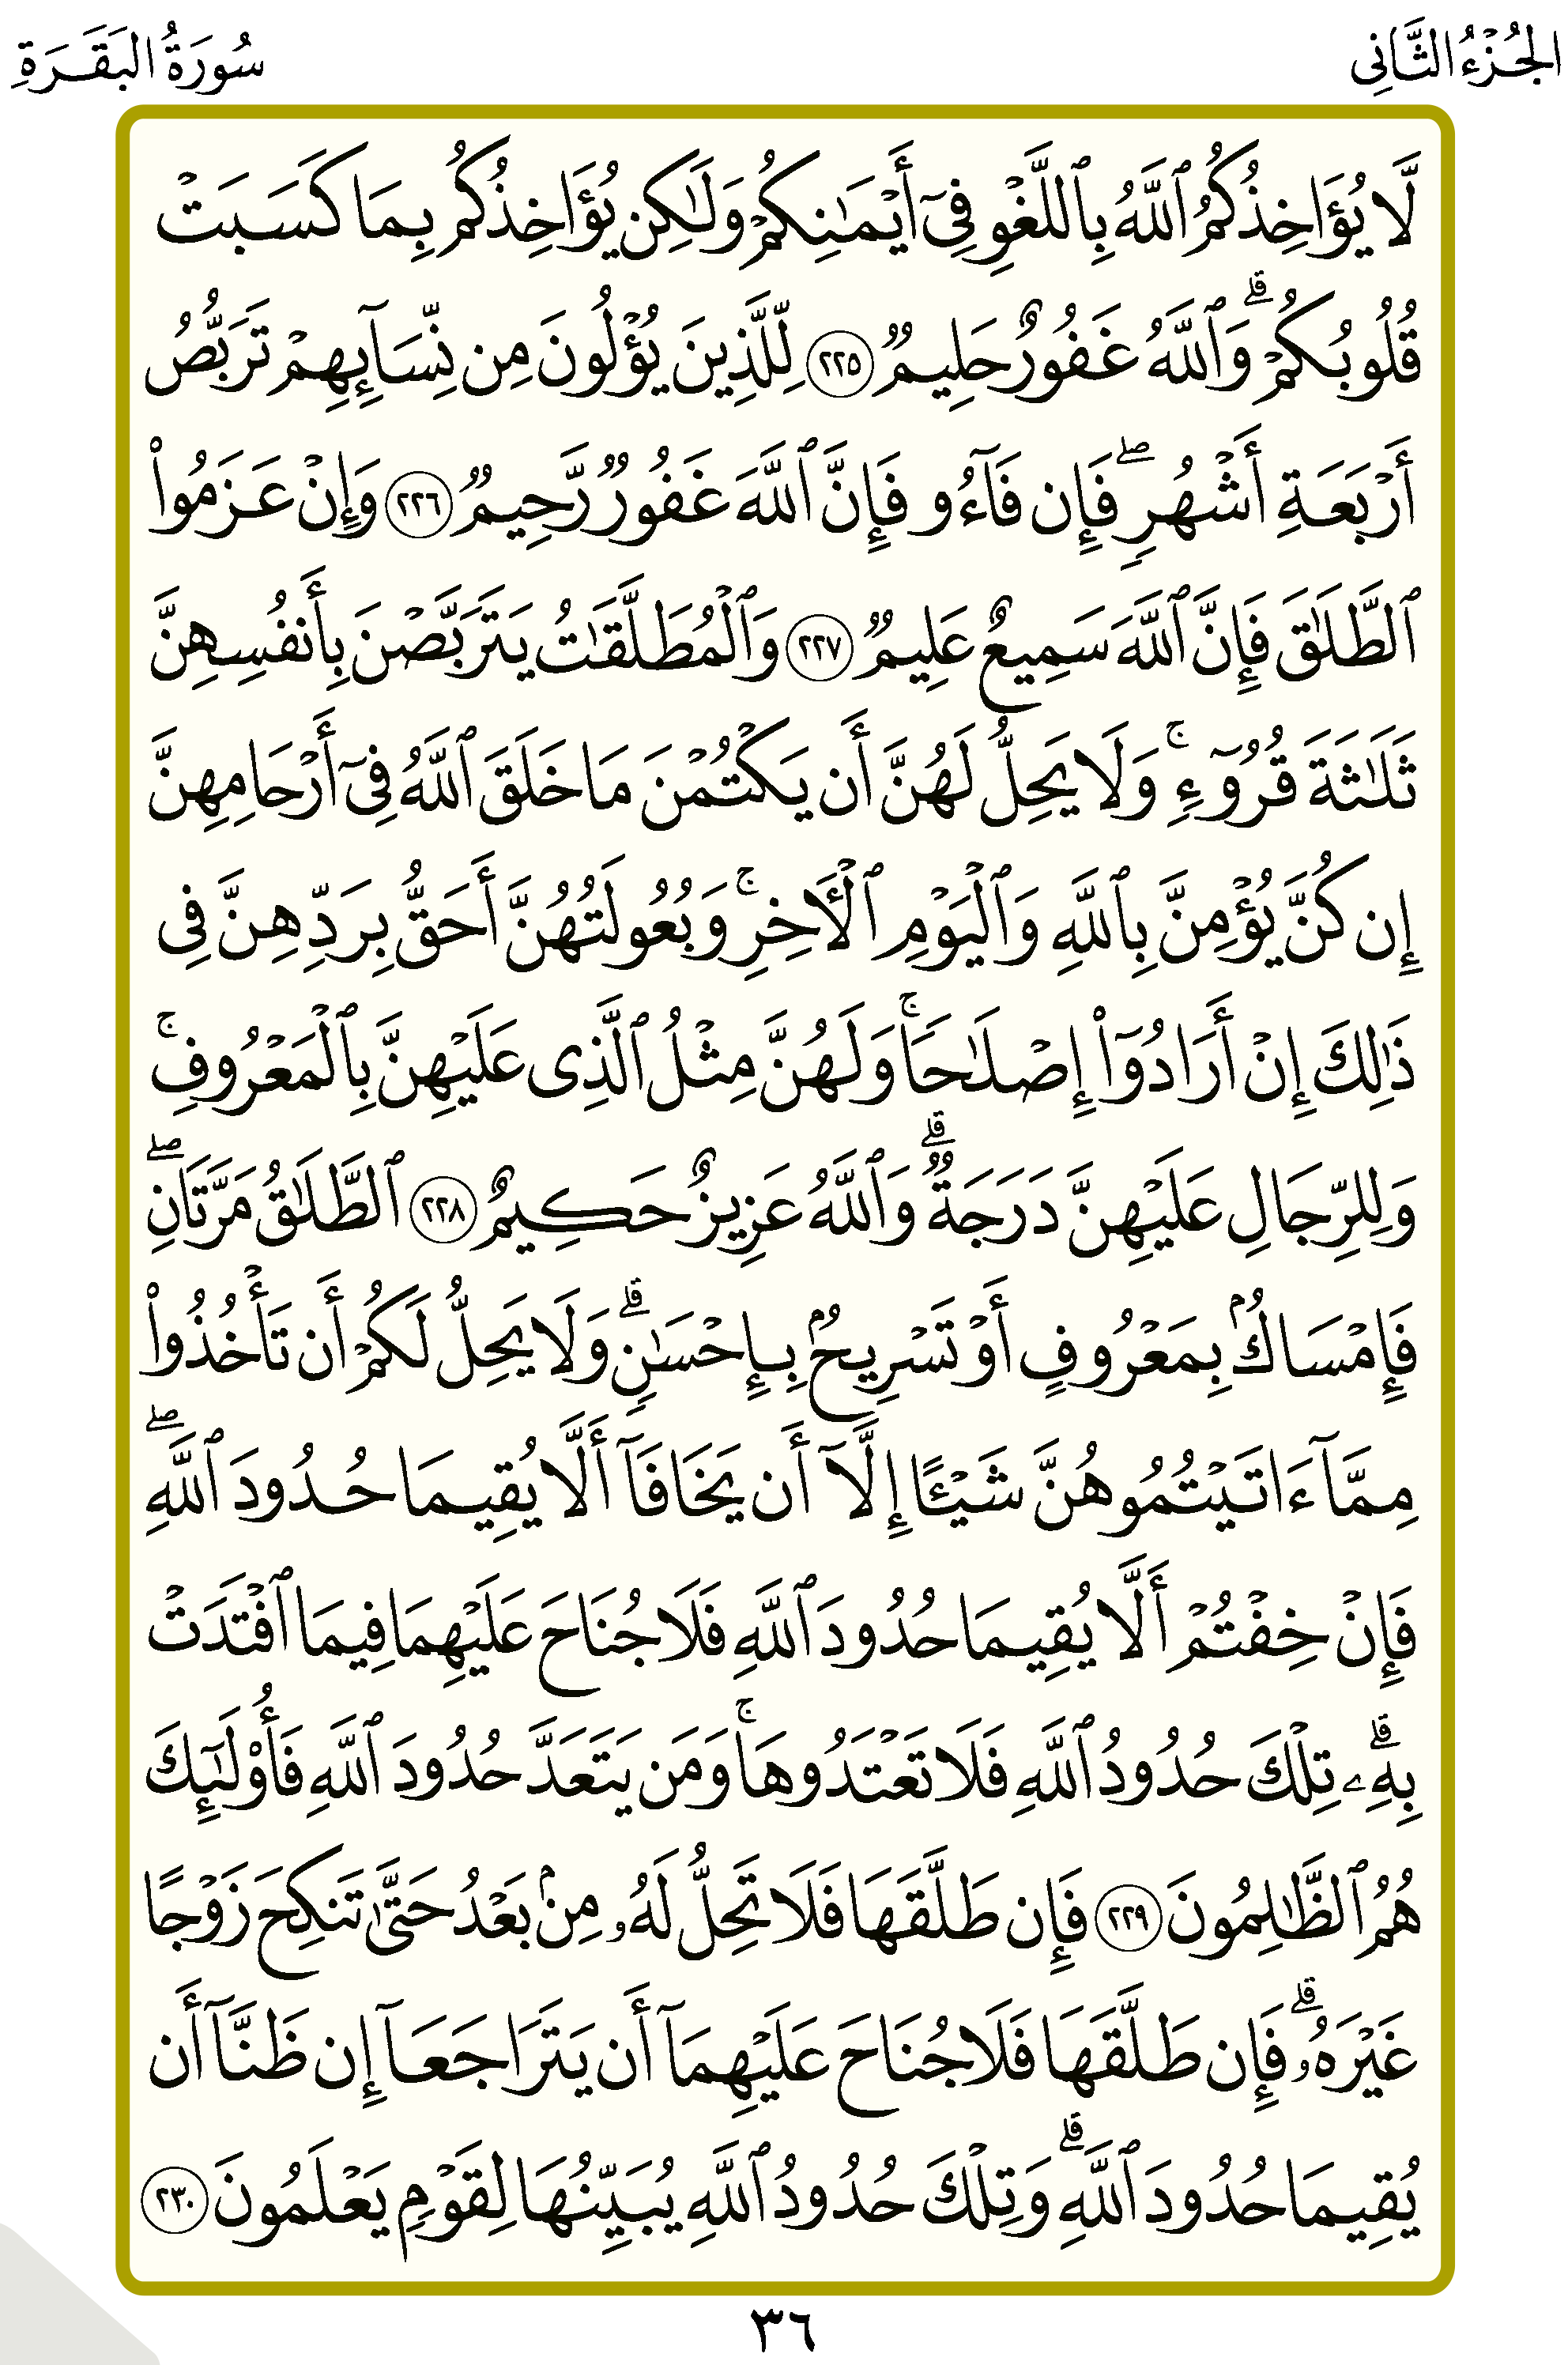 الجُزْءُ الثَّانِي
سُورَةُ البَقَرَةِ
لَّا يُؤَاخِذُكُمُ ٱللَّهُ بِٱللَّغْوِ فِىٓ أَيْمَـٰنِكُمْ وَلَـٰكِن يُؤَاخِذُكُم بِمَا كَسَبَتْ
قُلُوبُكُمْ ۗ وَٱللَّهُ غَفُورٌ حَلِيمٌ ٢٢٥ لِّلَّذِينَ يُؤْلُونَ مِن نِّسَآئِهِمْ تَرَبُّصُ
أَرْبَعَةِ أَشْهُرٍ ۖ فَإِن فَآءُو فَإِنَّ ٱللَّهَ غَفُورٌ رَّحِيمٌ ٢٢٦ وَإِنْ عَزَمُوا۟
ٱلطَّلَـٰقَ فَإِنَّ ٱللَّهَ سَمِيعٌ عَلِيمٌ ٢٢٧ وَٱلْمُطَلَّقَـٰتُ يَتَرَبَّصْنَ بِأَنفُسِهِنَّ
ثَلَـٰثَةَ قُرُوٓءٍ ۚ وَلَا يَحِلُّ لَهُنَّ أَن يَكْتُمْنَ مَا خَلَقَ ٱللَّهُ فِىٓ أَرْحَامِهِنَّ
إِن كُنَّ يُؤْمِنَّ بِٱللَّهِ وَٱلْيَوْمِ ٱلْـَٔاخِرِ ۚ وَبُعُولَتُهُنَّ أَحَقُّ بِرَدِّهِنَّ فِى
ذَٰلِكَ إِنْ أَرَادُوٓا۟ إِصْلَـٰحًا ۚ وَلَهُنَّ مِثْلُ ٱلَّذِى عَلَيْهِنَّ بِٱلْمَعْرُوفِ ۚ
وَلِلرِّجَالِ عَلَيْهِنَّ دَرَجَةٌ ۗ وَٱللَّهُ عَزِيزٌ حَكِيمٌ ٢٢٨ ٱلطَّلَـٰقُ مَرَّتَانِ ۖ
فَإِمْسَاكٌۢ بِمَعْرُوفٍ أَوْ تَسْرِيحٌۢ بِإِحْسَـٰنٍ ۗ وَلَا يَحِلُّ لَكُمْ أَن تَأْخُذُوا۟
مِمَّآ ءَاتَيْتُمُوهُنَّ شَيْـًٔا إِلَّآ أَن يَخَافَآ أَلَّا يُقِيمَا حُدُودَ ٱللَّهِ ۖ
فَإِنْ خِفْتُمْ أَلَّا يُقِيمَا حُدُودَ ٱللَّهِ فَلَا جُنَاحَ عَلَيْهِمَا فِيمَا ٱفْتَدَتْ
بِهِۦ ۗ تِلْكَ حُدُودُ ٱللَّهِ فَلَا تَعْتَدُوهَا ۚ وَمَن يَتَعَدَّ حُدُودَ ٱللَّهِ فَأُو۟لَـٰٓئِكَ
هُمُ ٱلظَّـٰلِمُونَ ٢٢٩ فَإِن طَلَّقَهَا فَلَا تَحِلُّ لَهُۥ مِنۢ بَعْدُ حَتَّىٰ تَنكِحَ زَوْجًا
غَيْرَهُۥ ۗ فَإِن طَلَّقَهَا فَلَا جُنَاحَ عَلَيْهِمَآ أَن يَتَرَاجَعَآ إِن ظَنَّآ أَن
يُقِيمَا حُدُودَ ٱللَّهِ ۗ وَتِلْكَ حُدُودُ ٱللَّهِ يُبَيِّنُهَا لِقَوْمٍ يَعْلَمُونَ ٢٣٠
٣٦